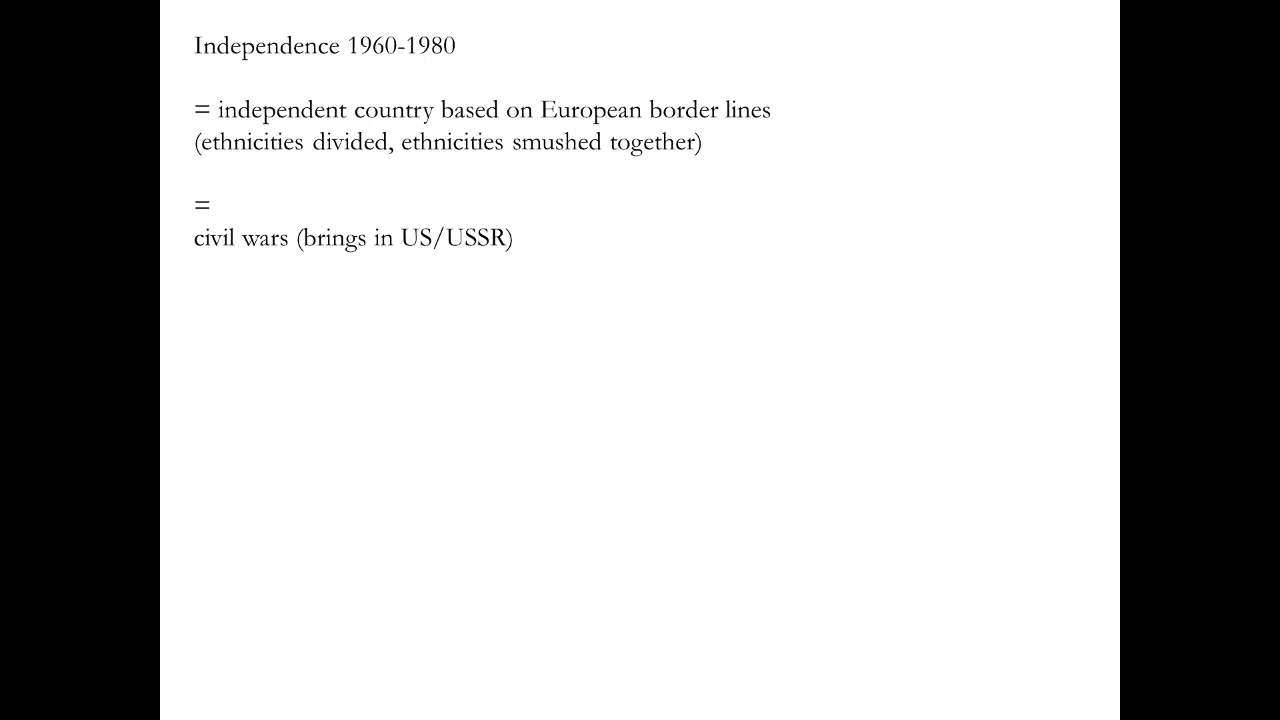 Independence 1960-1980
= independent country based on European border lines
(ethnicities divided, ethnicities smushed together)
=
civil wars (brings in US/USSR)